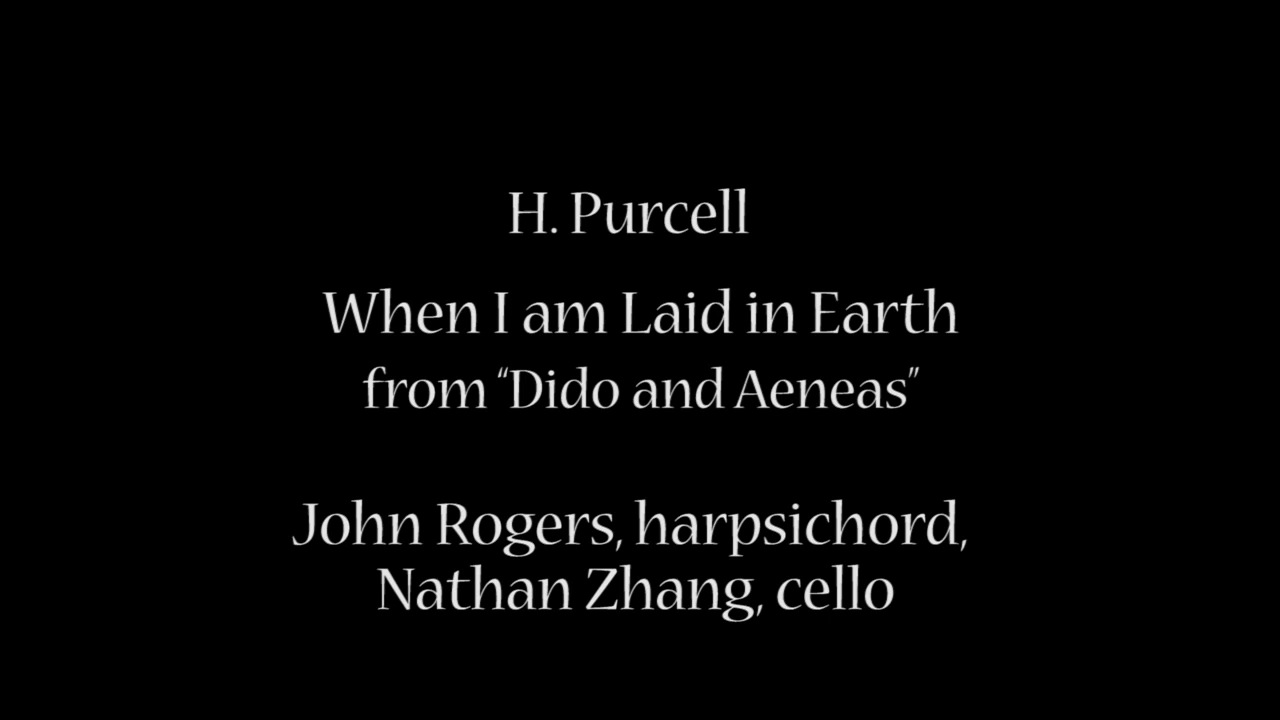 H. Purcell
When I am Laid in Earth
from “Dido and Aeneas”
John Rogers, harpsichord,
Nathan Zhang, cello